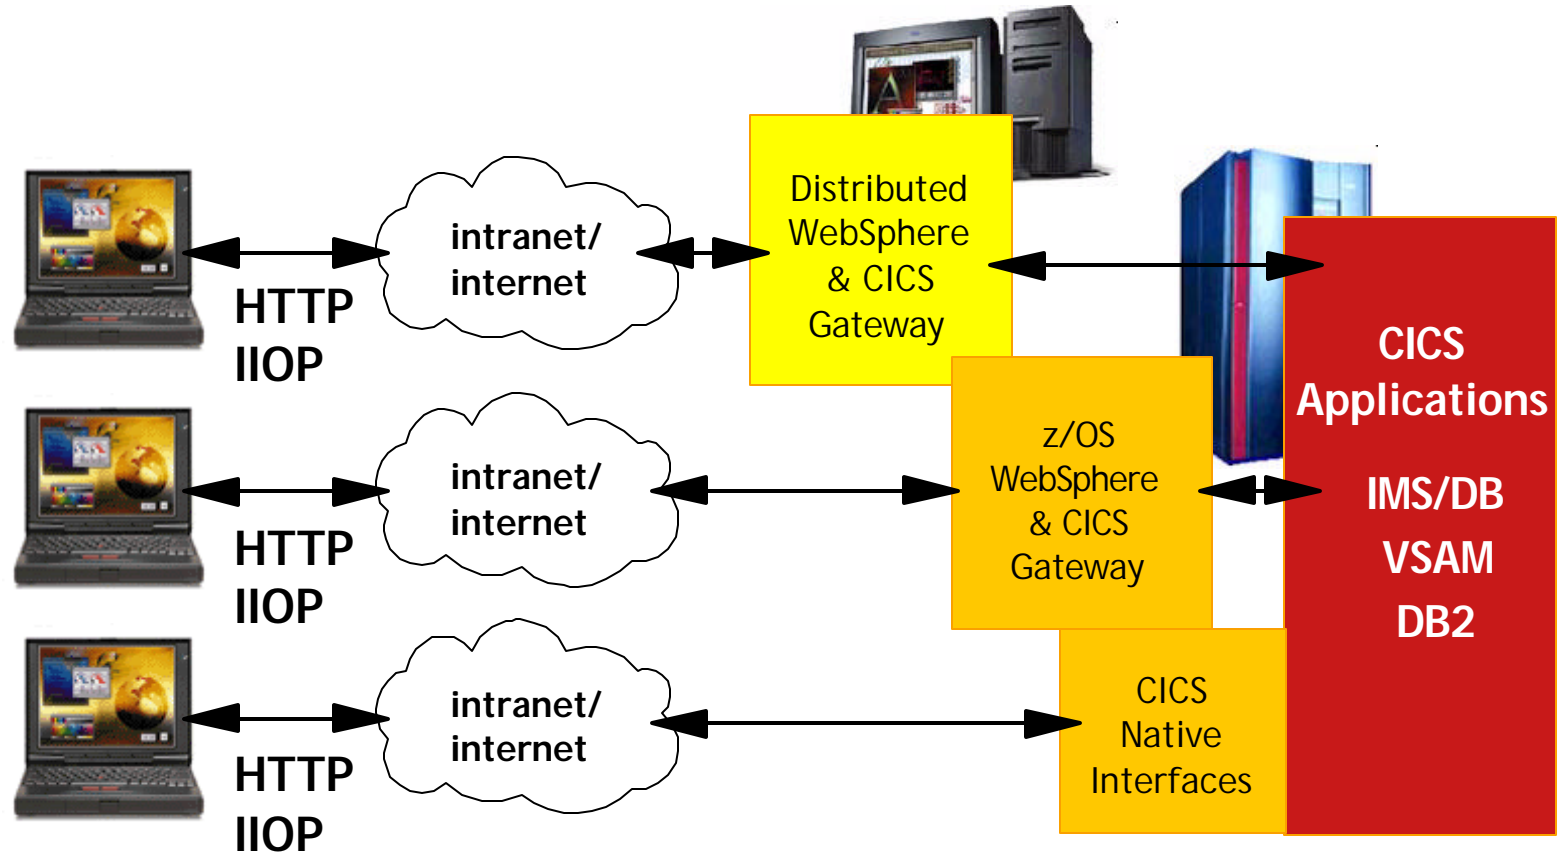 intranet/
internet
HTTP
IIOP
Distributed
WebSphere
& CICS
Gateway
intranet/
internet
HTTP
IIOP
z/OS
WebSphere
& CICS
Gateway
intranet/
internet
HTTP
IIOP
CICS
Native
Interfaces
CICS
Applications
IMS/DB
VSAM
DB2